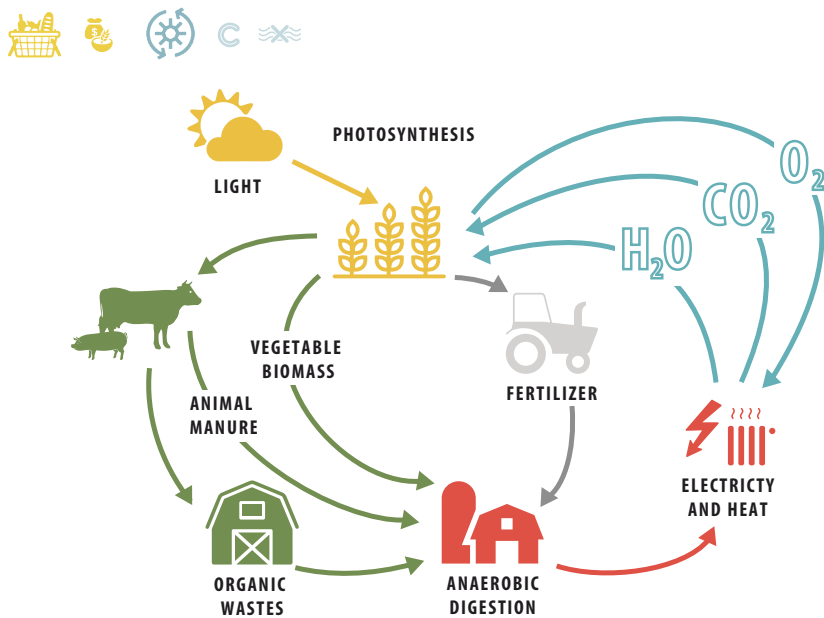 $
C
PHOTOSYNTHESIS
LIGHT
O₂
CO₂
H₂O
VEGETABLE
BIOMASS
ANIMAL
MANURE
FERTILIZER
ELECTRICTY
AND HEAT
ORGANIC
WASTES
ANAEROBIC
DIGESTION